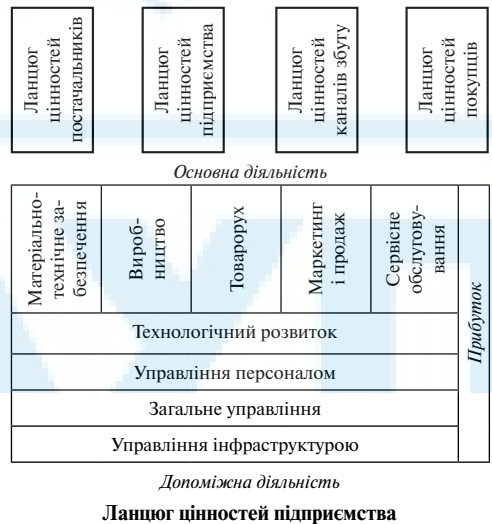 Ланцюг
цінностей
постачальників
Ланцюг
цінностей
підприємства
Ланцюг
цінностей
каналів збуту
Ланцюг
цінностей
покупців
Основна діяльність
Матеріально-
технічне за-
безпечення
Вироб-
ництво
Товарорух
Маркетинг
і продаж
Сервісне
обслугову-
вання
Прибуток
Технологічний розвиток
Управління персоналом
Загальне управління
Управління інфраструктурою
Допоміжна діяльність
Ланцюг цінностей підприємства